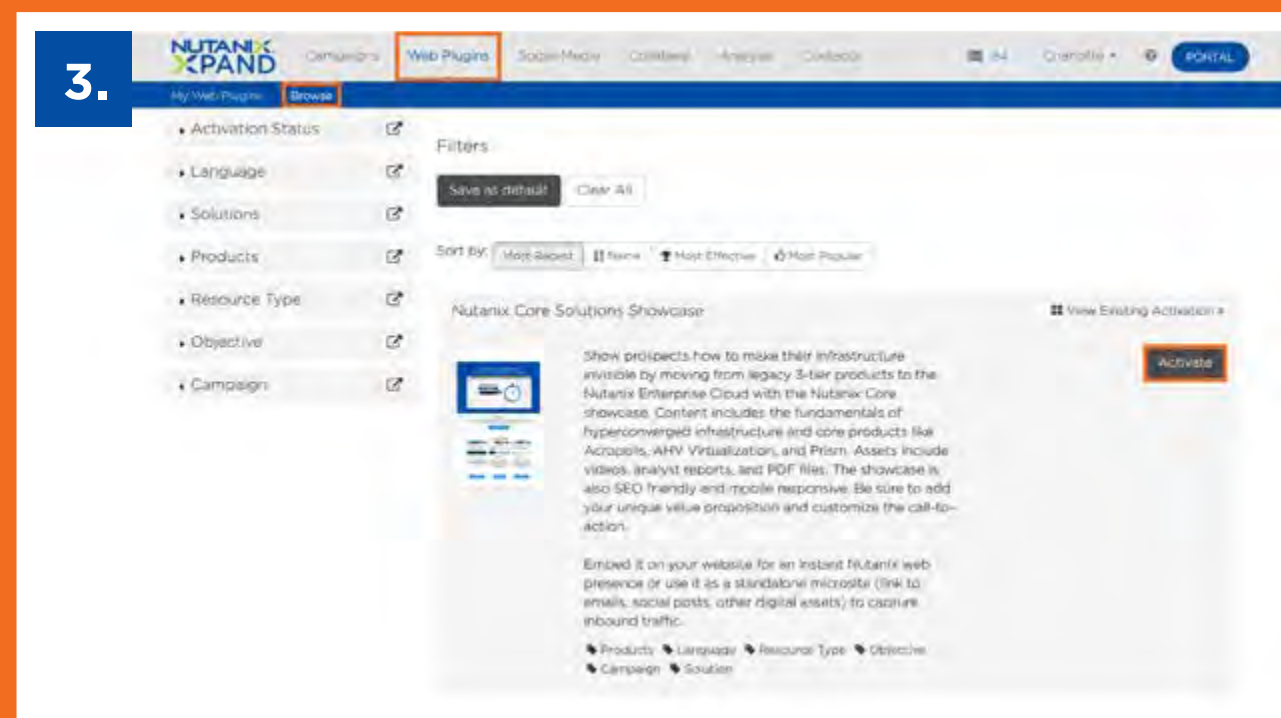 3.
NUTANIX
XPAND
Campaigns Web Plugins Social Media Combined Analysis Contacts PORTAL
My Web Plugins Browse
Activation Status
Language
Solutions
Products
Resource Type
Objective
Campaign
Filters
Save as default Clear All
Sort By: Most Recent Name Most Effective Most Popular
Nutanix Core Solutions Showcase
View Existing Activation
Activate
Show prospects how to make their infrastructure
invisible by moving from legacy 3-tier products to the
Nutanix Enterprise Cloud with the Nutanix Core
showcase. Content includes the fundamentals of
hyperconverged infrastructure and core products like
Acropolis, AHV Virtualization, and Prism. Assets include
videos, analyst reports, and PDF files. The showcase is
also SEO friendly and mobile responsive. Be sure to add
your unique value proposition and customize the call-to-
action.
Embed it on your website for an instant Nutanix web
presence or use it as a standalone microsite (link to
emails, social posts, other digital assets) to capture
inbound traffic.
Products Language Resource Type Objective
Campaign Solution